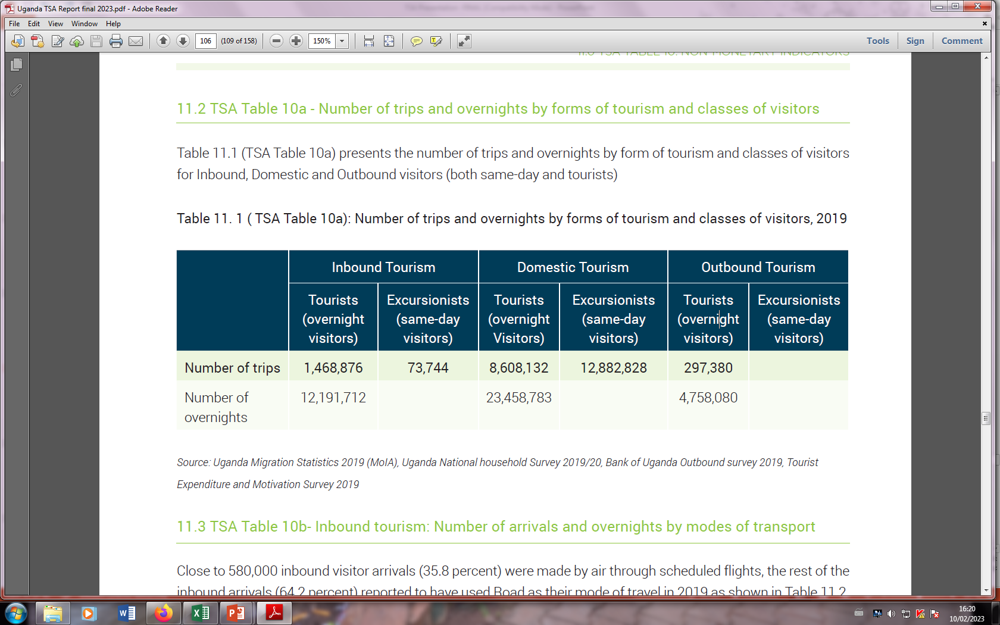 Uganda TSA Report final 2023.pdf - Adobe Reader
File Edit View Window Help
106 (109 of 158) 150% Tools Sign Comment
11.3 TSA TABLE 10: NON-MONETARY INDICATORS
11.2 TSA Table 10a - Number of trips and overnights by forms of tourism and classes of visitors
Table 11.1 (TSA Table 10a) presents the number of trips and overnights by form of tourism and classes of visitors
for Inbound, Domestic and Outbound visitors (both same-day and tourists)
Table 11. 1 ( TSA Table 10a): Number of trips and overnights by forms of tourism and classes of visitors, 2019
Inbound Tourism Domestic Tourism Outbound Tourism
Tourists Excursionists Tourists Excursionists Tourists Excursionists
(overnight (same-day (overnight (same-day (overnight (same-day
visitors) visitors) Visitors) visitors) visitors) visitors)
Number of trips 1,468,876 73,744 8,608,132 12,882,828 297,380
Number of 12,191,712 23,458,783 4,758,080
overnights
Source: Uganda Migration Statistics 2019 (MoIA), Uganda National household Survey 2019/20, Bank of Uganda Outbound survey 2019, Tourist
Expenditure and Motivation Survey 2019
11.3 TSA Table 10b- Inbound tourism: Number of arrivals and overnights by modes of transport
Close to 580,000 inbound visitor arrivals (35.8 percent) were made by air through scheduled flights, the rest of the
inbound arrivals (64.2 percent) reported to have used Road as their mode of travel in 2019 as shown in Table 11.2.
16:20
10/02/2023